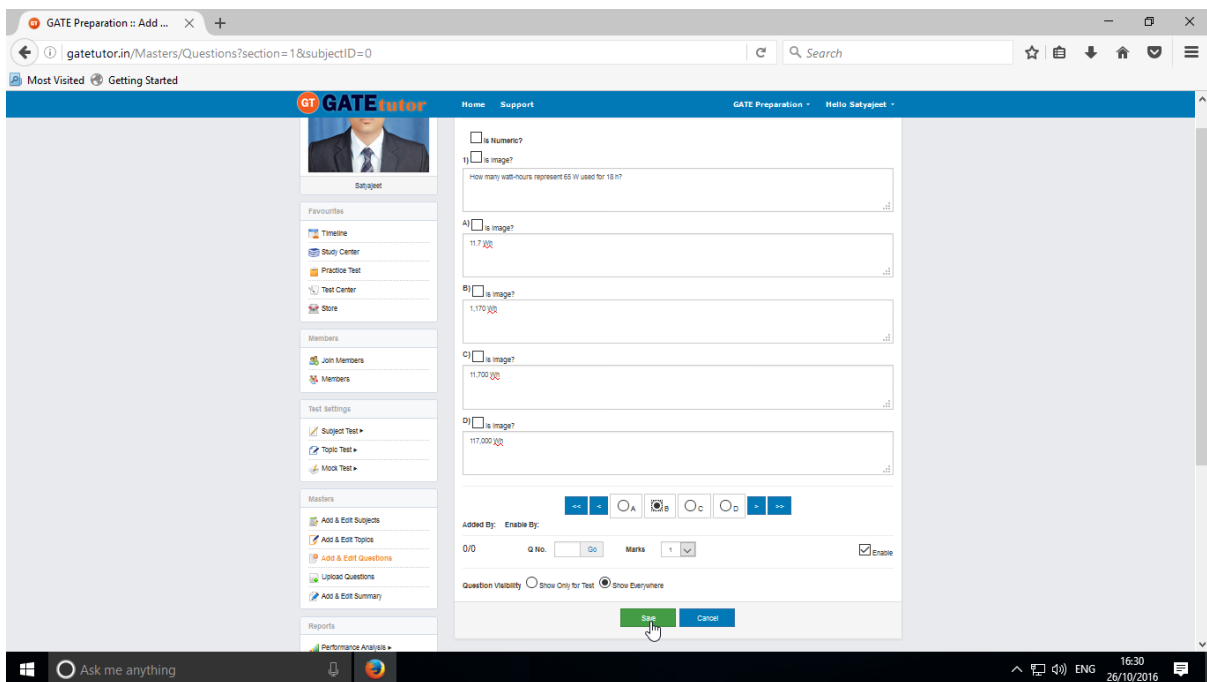 GATE Preparation :: Add ...
gatetutor.in/Masters/Questions?section=1&subjectID=0
Search
Most Visited Getting Started
GT GATEtutor Home Support GATE Preparation Hello Satyajeet
Satyajeet
Favourites
Timeline
Study Center
Practice Test
Test Center
Store
Members
Join Members
Members
Test Settings
Subject Test
Topic Test
Mock Test
Masters
Add & Edit Subjects
Add & Edit Topics
Add & Edit Questions
Upload Questions
Add & Edit Summary
Reports
Performance Analysis
Is Numeric?
1) Is Image?
How many watt-hours represent 65 W used for 18 h?
A) Is Image?
11.7 Wh
B) Is Image?
1,170 Wh
C) Is Image?
11,700 Wh
D) Is Image?
117,000 Wh
<< < A B C D > >>
Added By: Enable By:
0/0 Q No. Go Marks 1 Enable
Question Visibility Show Only for Test Show Everywhere
Save Cancel
Ask me anything
ENG 16:30
26/10/2016